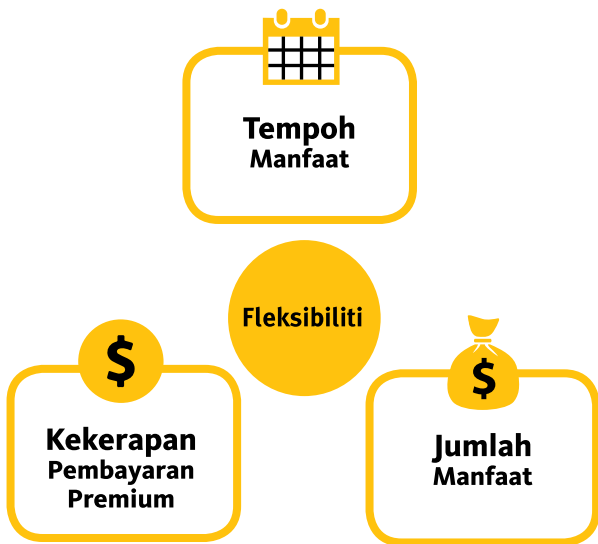 Tempoh
Manfaat
Fleksibiliti
$
Kekerapan
Pembayaran
Premium
$
Jumlah
Manfaat